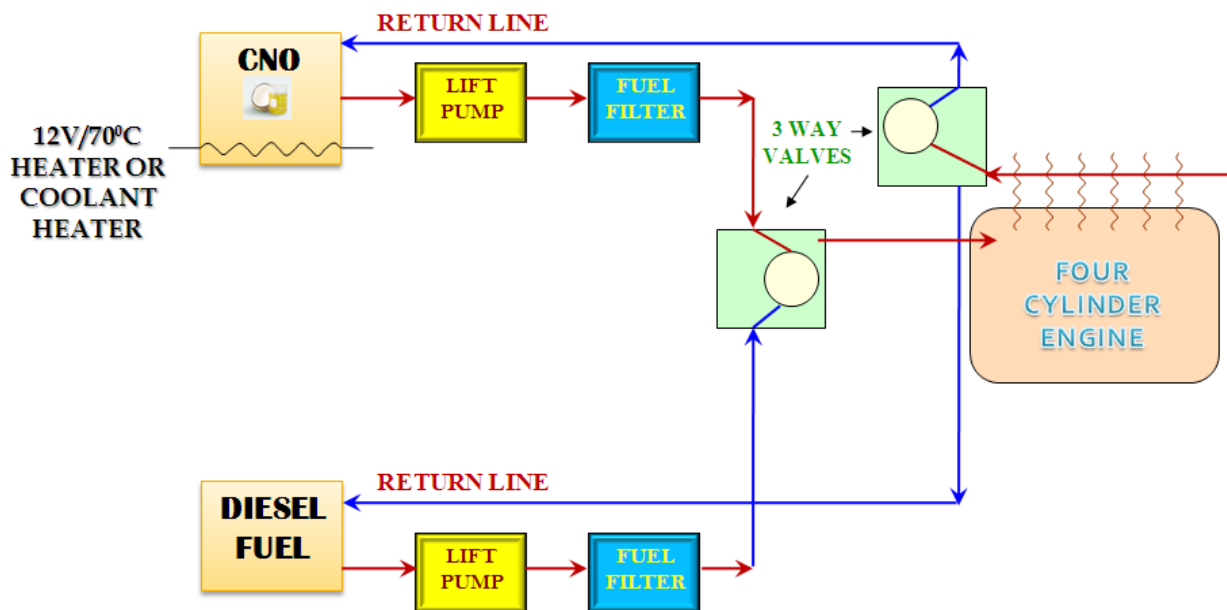 RETURN LINE
CNO
LIFT
PUMP
FUEL
FILTER
12V/70⁰C
HEATER OR
COOLANT
HEATER
3 WAY
VALVES
FOUR
CYLINDER
ENGINE
RETURN LINE
DIESEL
FUEL
LIFT
PUMP
FUEL
FILTER